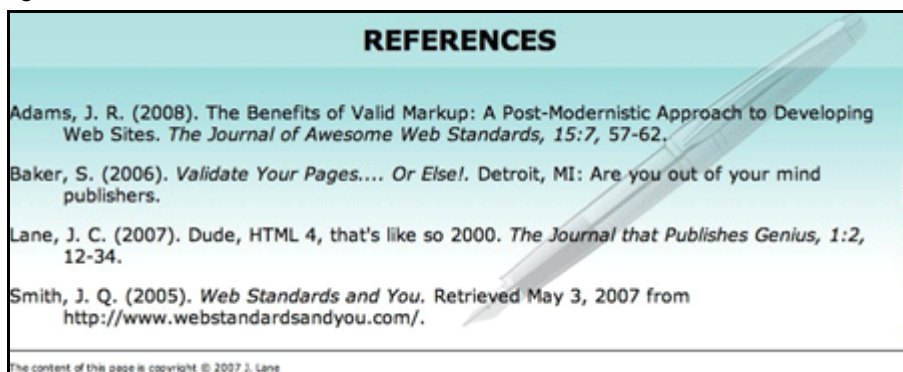 REFERENCES
Adams, J. R. (2008). The Benefits of Valid Markup: A Post-Modernistic Approach to Developing
Web Sites. The Journal of Awesome Web Standards, 15:7, 57-62.
Baker, S. (2006). Validate Your Pages.... Or Else!. Detroit, MI: Are you out of your mind
publishers.
Lane, J. C. (2007). Dude, HTML 4, that's like so 2000. The Journal that Publishes Genius, 1:2,
12-34.
Smith, J. Q. (2005). Web Standards and You. Retrieved May 3, 2007 from
http://www.webstandardsandyou.com/.
The content of this page is copyright © 2007 J. Lane